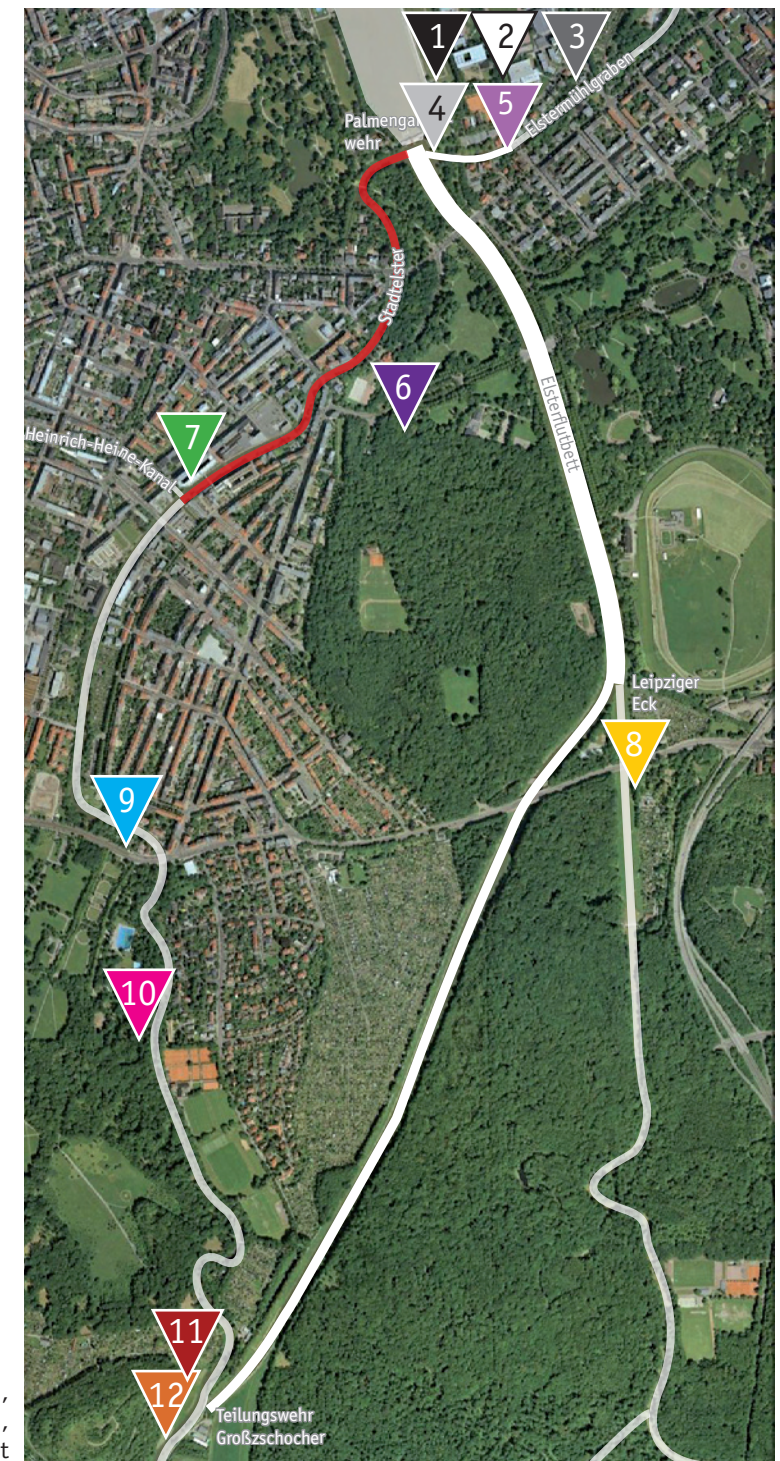 1
2
3
4
5
Elstermühlgraben
wehr
Stadtelster
6
Elsterflutbett
7
Heinrich-Heine-Kanal
Leipziger
Eck
8
9
10
11
12
,
,
t
Teilungswehr
Großzschocher